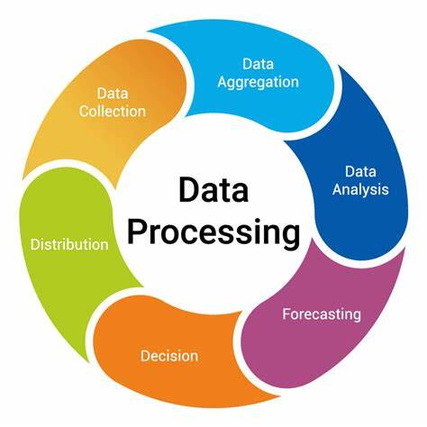 Data
Processing
Data
Collection
Data
Aggregation
Data
Analysis
Forecasting
Decision
Distribution